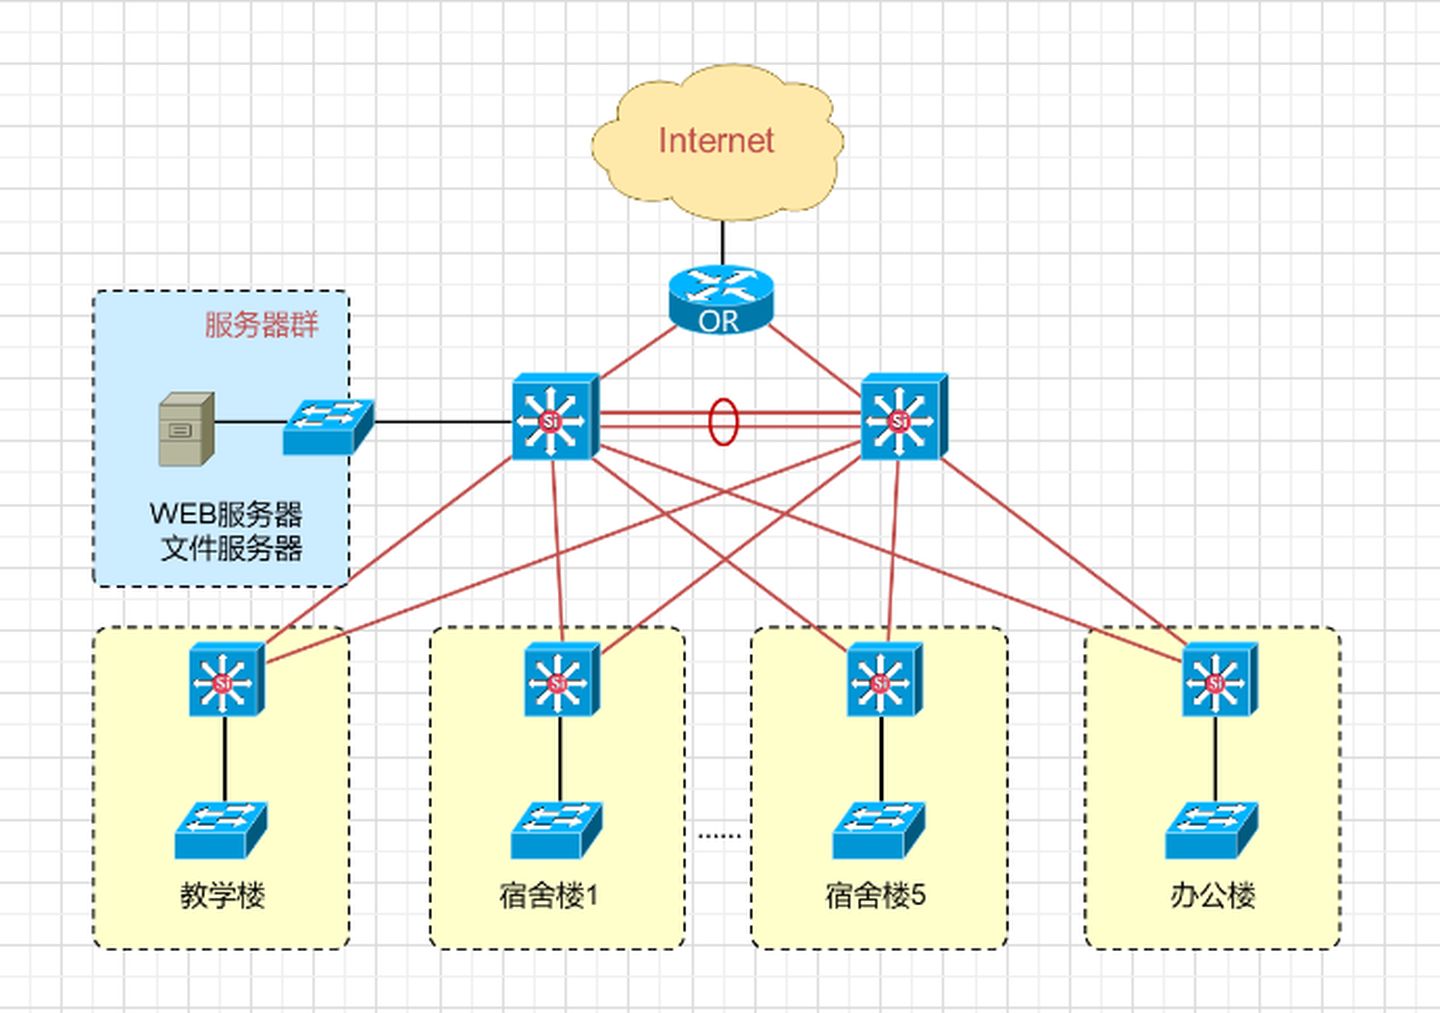 Internet
OR
服务器群
Si
Si
WEB服务器
文件服务器
Si
Si
Si
Si
......
教学楼
宿舍楼1
宿舍楼5
办公楼